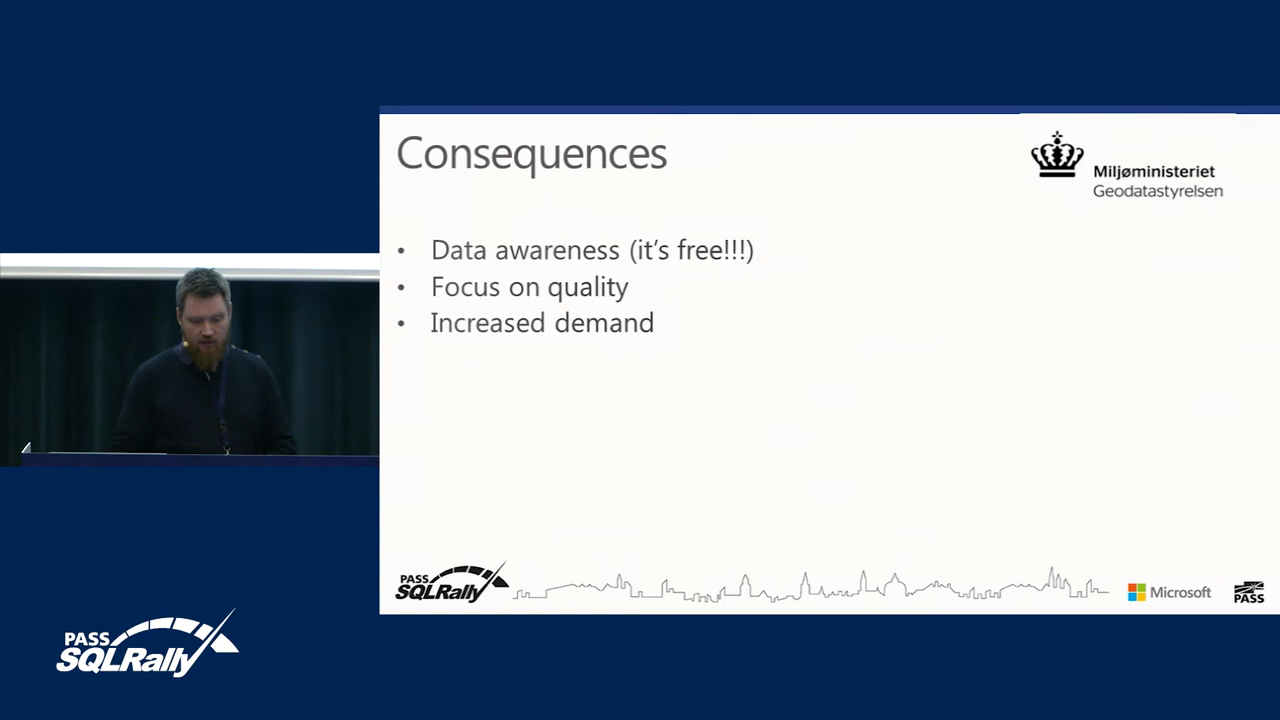 Consequences
Miljøministeriet
Geodatastyrelsen
• Data awareness (it's free!!!)
• Focus on quality
• Increased demand
PASS
SQLRally
Microsoft
PASS
PASS
SQLRally